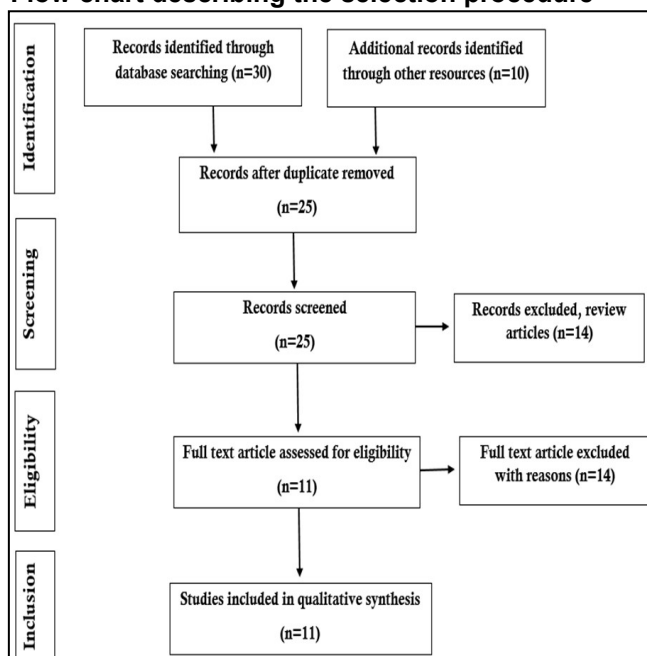 Flow chart describing the selection procedure
Identification
Records identified through
database searching (n=30)
Additional records identified
through other resources (n=10)
Records after duplicate removed
(n=25)
Screening
Records screened
(n=25)
Records excluded, review
articles (n=14)
Eligibility
Full text article assessed for eligibility
(n=11)
Full text article excluded
with reasons (n=14)
Inclusion
Studies included in qualitative synthesis
(n=11)